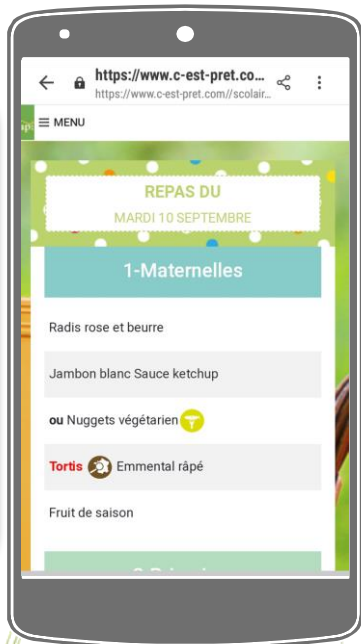 https://www.c-est-pret.co...
https://www.c-est-pret.com//scolair...
≡ MENU
REPAS DU
MARDI 10 SEPTEMBRE
1-Maternelles
Radis rose et beurre
Jambon blanc Sauce ketchup
ou Nuggets végétarien
Tortis Emmental râpé
Fruit de saison